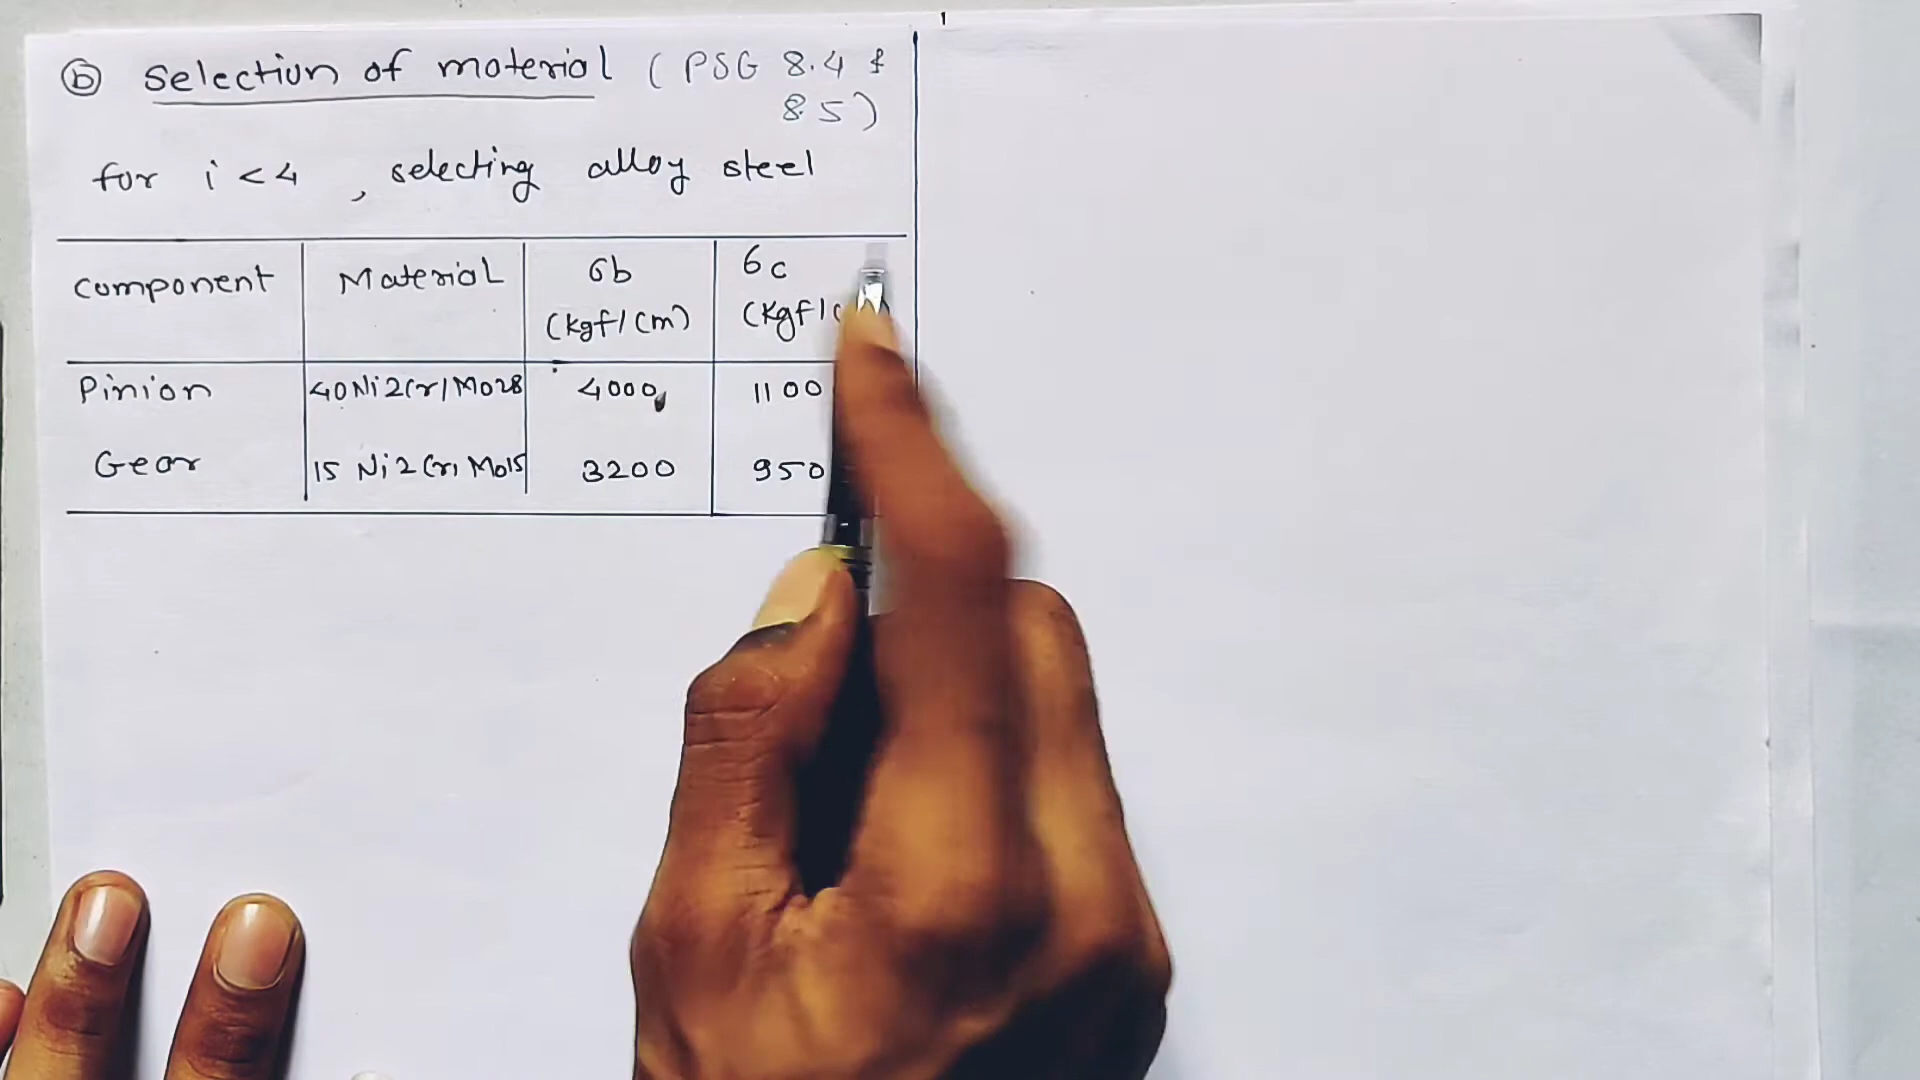 b Selection of material (PSG 8.4 &
8.5)
for i < 4 , selecting alloy steel
Component Material σb σc
(kgf/cm) (kgf/
Pinion 40Ni2Cr1Mo28 4000 1100
Gear 15 Ni2Cr1Mo15 3200 950